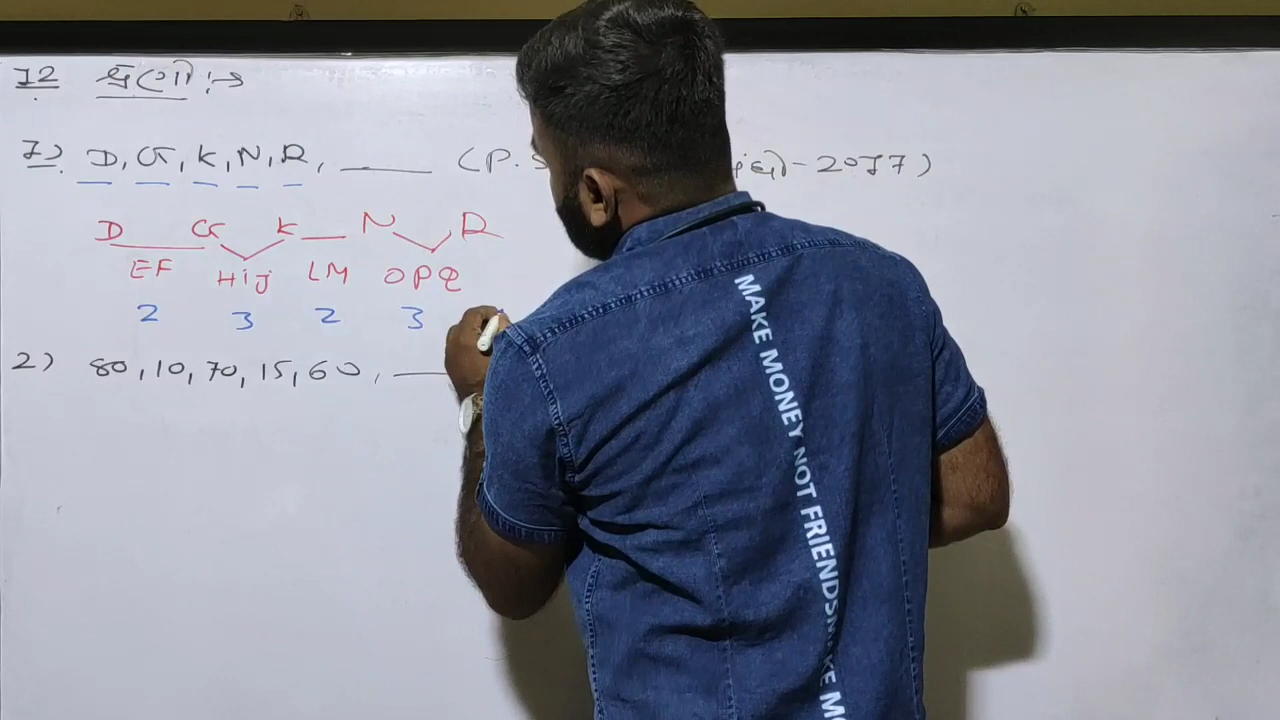 12 શ્રેણી :→
1) D, G, K, N, R, ____ (P. S - 2017)
D G K N R
EF Hij LM OPQ
2 3 2 3
2) 80, 10, 70, 15, 60, ____
MAKE MONEY NOT FRIENDS